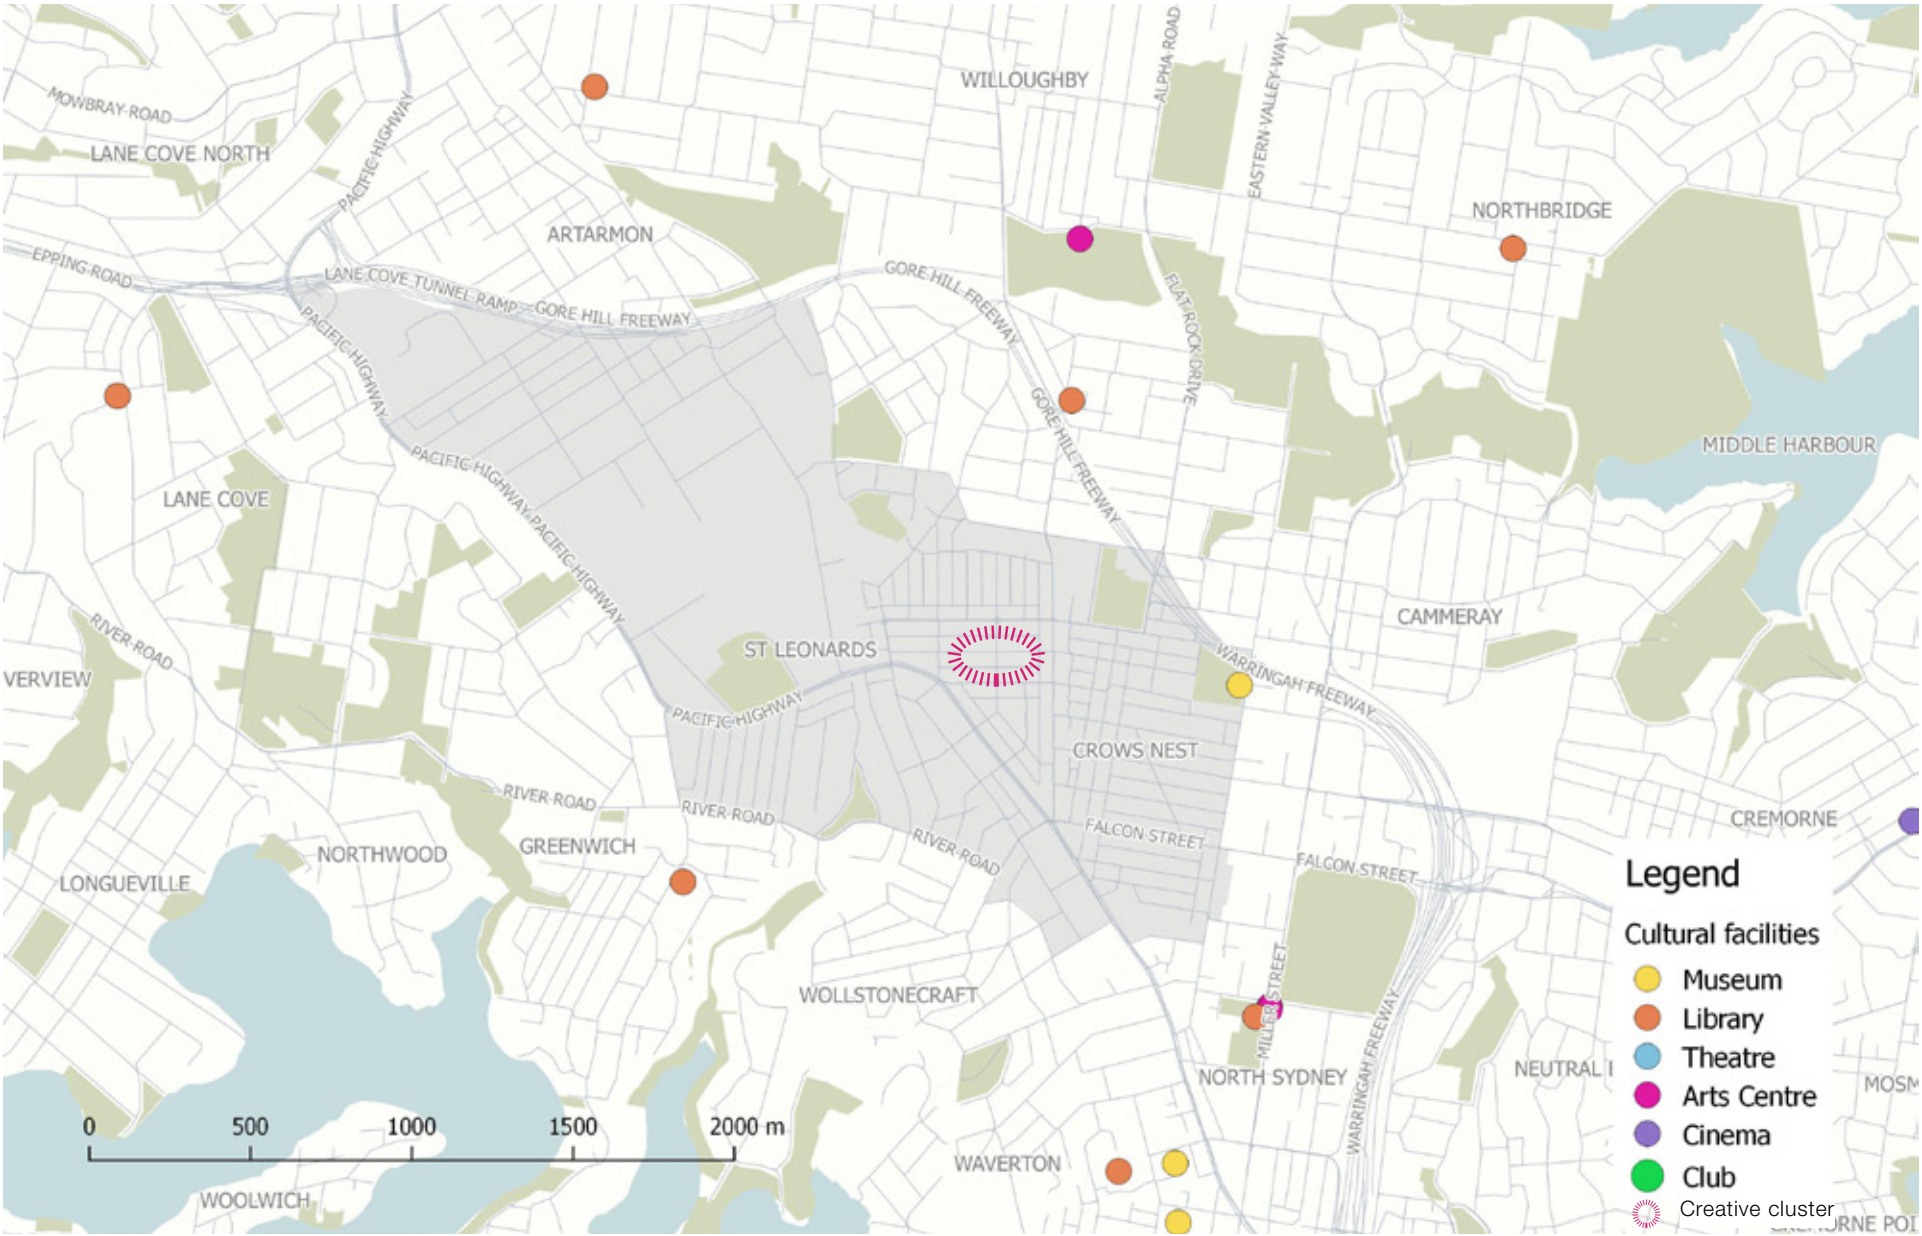 WILLOUGHBY
ALPHA ROAD
EASTERN VALLEY WAY
MOWBRAY ROAD
LANE COVE NORTH
PACIFIC HIGHWAY
NORTHBRIDGE
ARTARMON
EPPING ROAD
LANE COVE TUNNEL RAMP
GORE HILL FREEWAY
GORE HILL FREEWAY
FLAT ROCK DRIVE
PACIFIC HIGHWAY
GORE HILL FREEWAY
MIDDLE HARBOUR
PACIFIC HIGHWAY
PACIFIC HIGHWAY
LANE COVE
CAMMERAY
RIVER ROAD
ST LEONARDS
VERVIEW
WARRINGAH FREEWAY
PACIFIC HIGHWAY
CROWS NEST
RIVER ROAD
RIVER ROAD
CREMORNE
FALCON STREET
GREENWICH
RIVER ROAD
NORTHWOOD
FALCON STREET
LONGUEVILLE
WOLLSTONECRAFT
MILLER STREET
WARRINGAH FREEWAY
NORTH SYDNEY
NEUTRAL
MOSM
WAVERTON
WOOLWICH
0 500 1000 1500 2000 m
Legend
Cultural facilities
Museum
Library
Theatre
Arts Centre
Cinema
Club
Creative cluster
CREMORNE POI